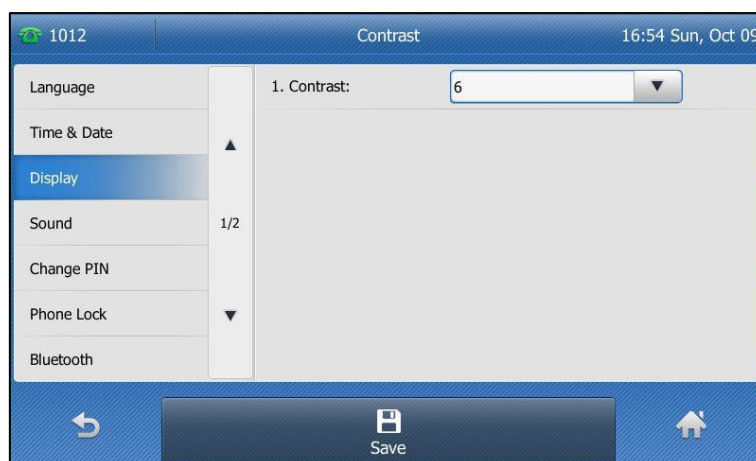 1012
Contrast
16:54 Sun, Oct 09
Language
Time & Date
Display
Sound
Change PIN
Phone Lock
Bluetooth
1/2
1. Contrast:
6
Save